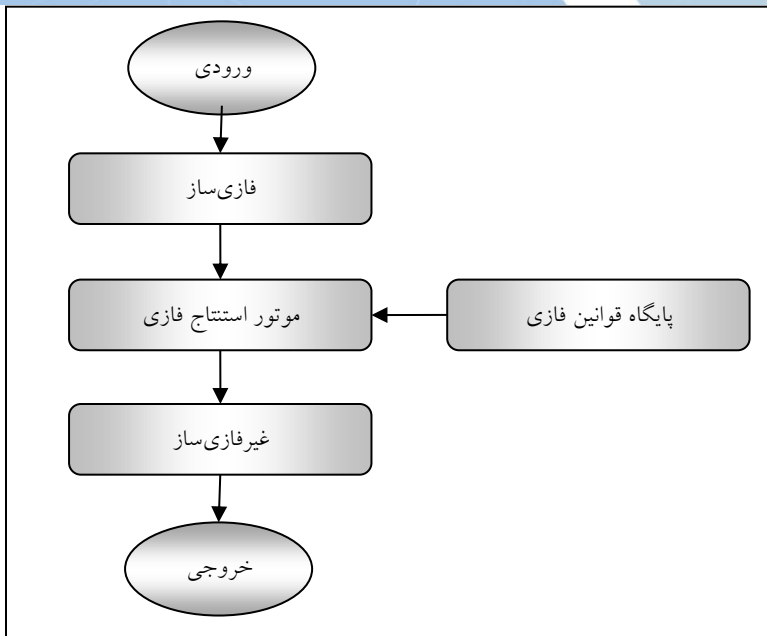 ورودی
فازی‌ساز
موتور استنتاج فازی
پایگاه قوانین فازی
غیرفازی‌ساز
خروجی